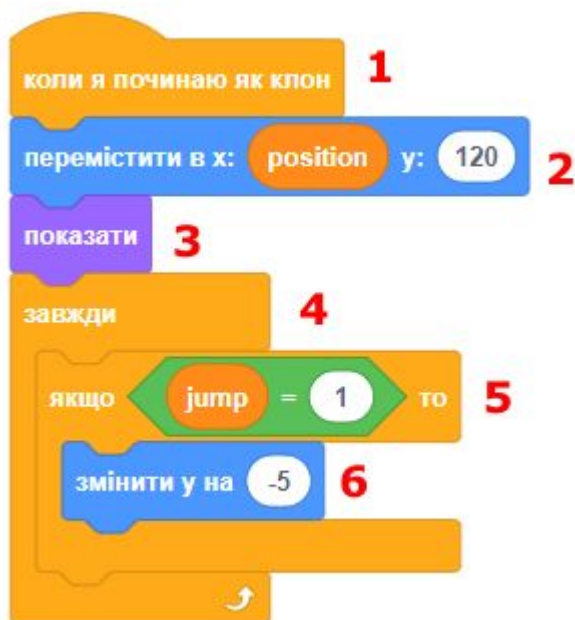 коли я починаю як клон 1
перемістити в x: position y: 120 2
показати 3
завжди 4
якщо jump = 1 то 5
змінити y на -5 6